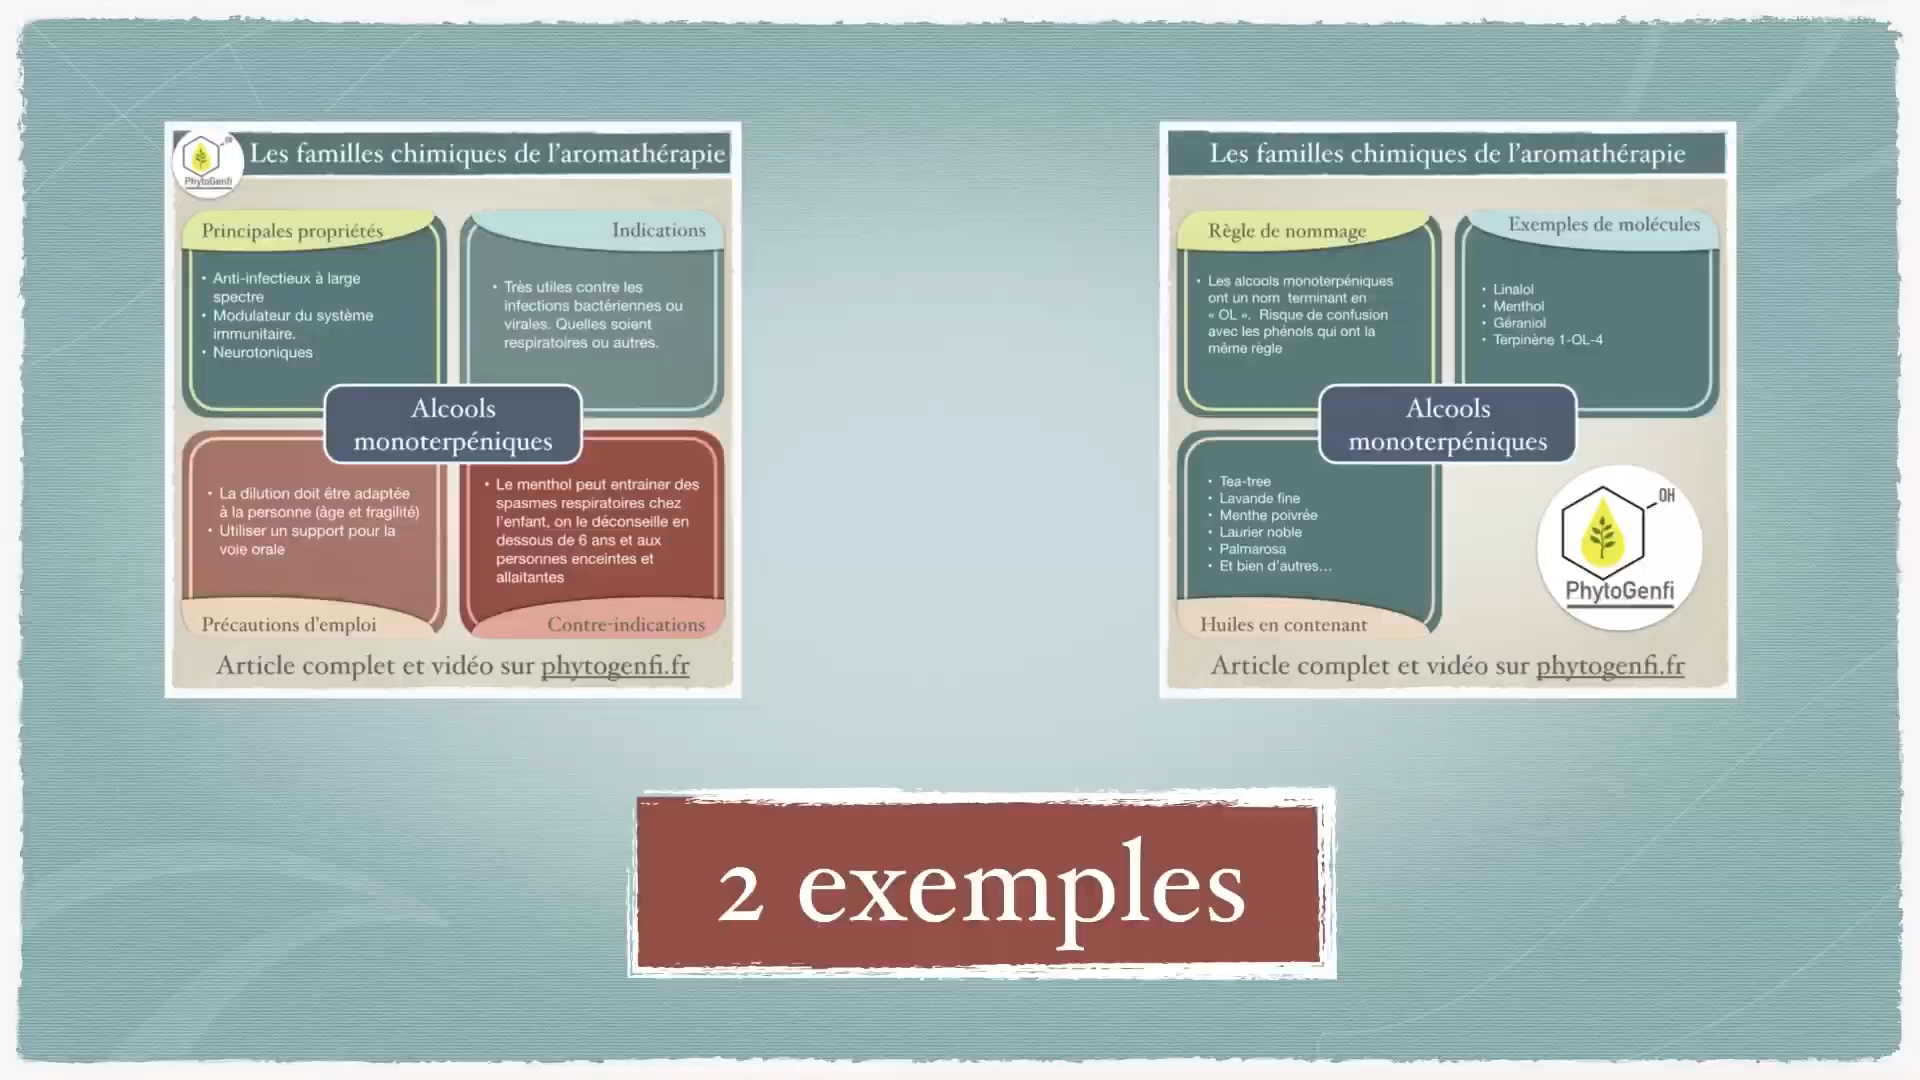 OH
PhytoGenfi
Les familles chimiques de l'aromathérapie
Principales propriétés
• Anti-infectieux à large
spectre
• Modulateur du système
immunitaire.
• Neurotoniques
Indications
• Très utiles contre les
infections bactériennes ou
virales. Quelles soient
respiratoires ou autres.
Alcools
monoterpéniques
• La dilution doit être adaptée
à la personne (âge et fragilité)
• Utiliser un support pour la
voie orale
Précautions d'emploi
• Le menthol peut entrainer des
spasmes respiratoires chez
l'enfant, on le déconseille en
dessous de 6 ans et aux
personnes enceintes et
allaitantes
Contre-indications
Article complet et vidéo sur phytogenfi.fr
Les familles chimiques de l'aromathérapie
Règle de nommage
• Les alcools monoterpéniques
ont un nom terminant en
« OL ». Risque de confusion
avec les phénols qui ont la
même règle
Exemples de molécules
• Linalol
• Menthol
• Géraniol
• Terpinène 1-OL-4
Alcools
monoterpéniques
• Tea-tree
• Lavande fine
• Menthe poivrée
• Laurier noble
• Palmarosa
• Et bien d'autres...
Huiles en contenant
OH
PhytoGenfi
Article complet et vidéo sur phytogenfi.fr
2 exemples